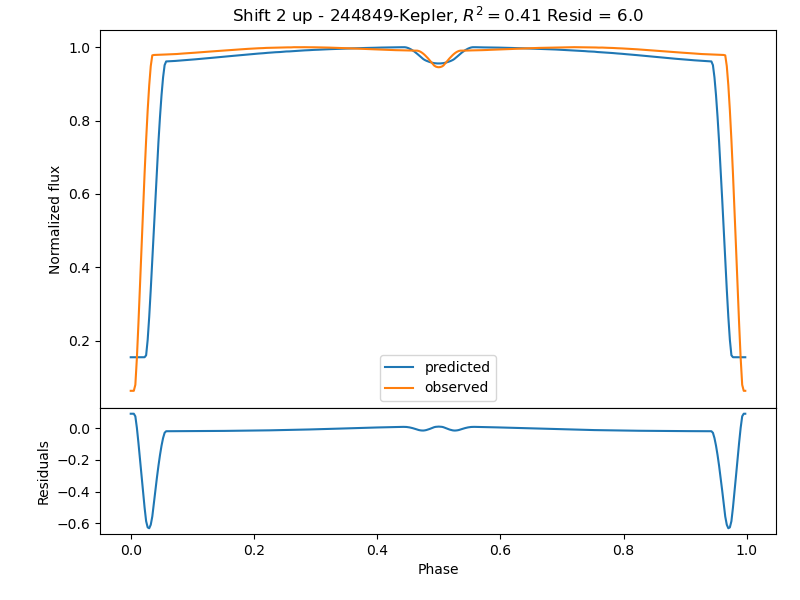 Shift 2 up - 244849-Kepler, R² = 0.41 Resid = 6.0
1.0
0.8
0.6
0.4
0.2
Normalized flux
predicted
observed
0.0
−0.2
−0.4
−0.6
Residuals
0.0 0.2 0.4 0.6 0.8 1.0
Phase